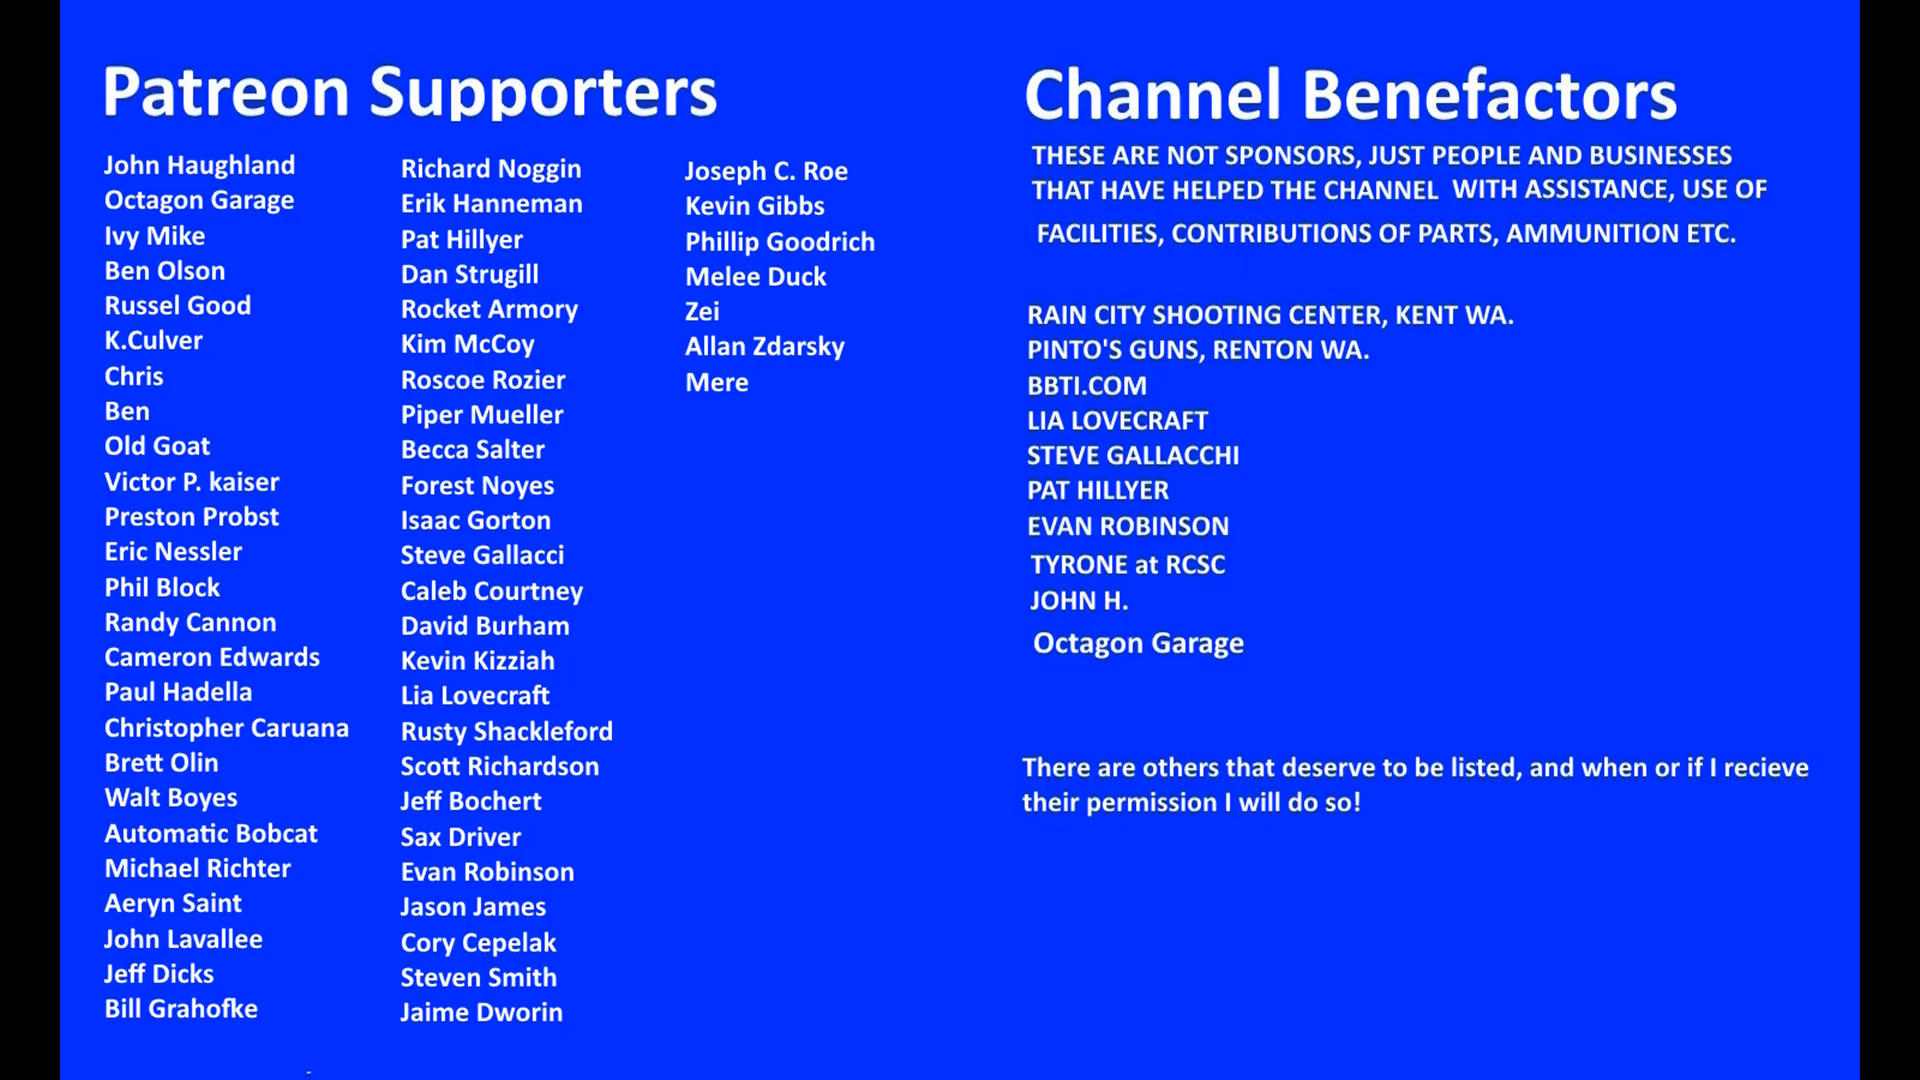 Patreon Supporters
John Haughland
Octagon Garage
Ivy Mike
Ben Olson
Russel Good
K.Culver
Chris
Ben
Old Goat
Victor P. kaiser
Preston Probst
Eric Nessler
Phil Block
Randy Cannon
Cameron Edwards
Paul Hadella
Christopher Caruana
Brett Olin
Walt Boyes
Automatic Bobcat
Michael Richter
Aeryn Saint
John Lavallee
Jeff Dicks
Bill Grahofke
Richard Noggin
Erik Hanneman
Pat Hillyer
Dan Strugill
Rocket Armory
Kim McCoy
Roscoe Rozier
Piper Mueller
Becca Salter
Forest Noyes
Isaac Gorton
Steve Gallacci
Caleb Courtney
David Burham
Kevin Kizziah
Lia Lovecraft
Rusty Shackleford
Scott Richardson
Jeff Bochert
Sax Driver
Evan Robinson
Jason James
Cory Cepelak
Steven Smith
Jaime Dworin
Joseph C. Roe
Kevin Gibbs
Phillip Goodrich
Melee Duck
Zei
Allan Zdarsky
Mere
Channel Benefactors
THESE ARE NOT SPONSORS, JUST PEOPLE AND BUSINESSES
THAT HAVE HELPED THE CHANNEL WITH ASSISTANCE, USE OF
FACILITIES, CONTRIBUTIONS OF PARTS, AMMUNITION ETC.
RAIN CITY SHOOTING CENTER, KENT WA.
PINTO'S GUNS, RENTON WA.
BBTI.COM
LIA LOVECRAFT
STEVE GALLACCHI
PAT HILLYER
EVAN ROBINSON
TYRONE at RCSC
JOHN H.
Octagon Garage
There are others that deserve to be listed, and when or if I recieve
their permission I will do so!